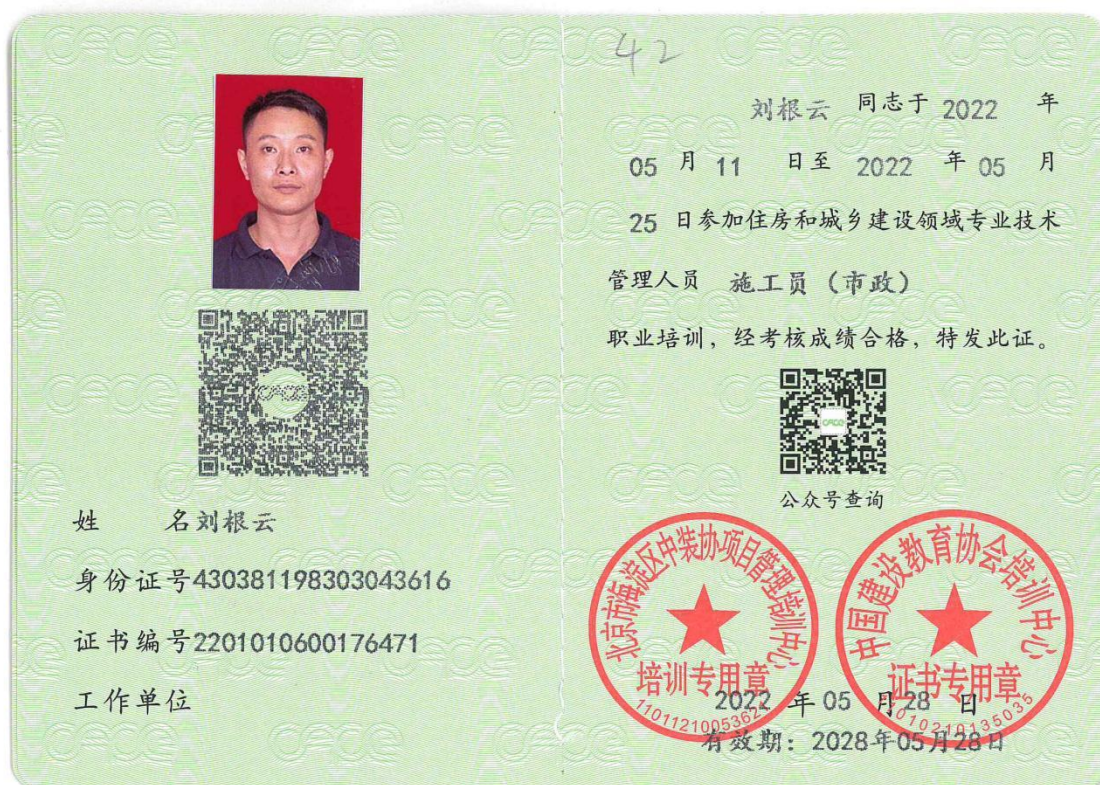 姓 名刘根云
身份证号430381198303043616
证书编号2201010600176471
工作单位
42
刘根云 同志于 2022 年
05 月 11 日至 2022 年 05 月
25 日参加住房和城乡建设领域专业技术
管理人员 施工员（市政）
职业培训，经考核成绩合格，特发此证。
公众号查询
北京市海淀区中装协项目管理培训中心
培训专用章
中国建设教育协会培训中心
证书专用章
11010210135035
2022 年 05 月 28 日
有效期：2028年05月28日